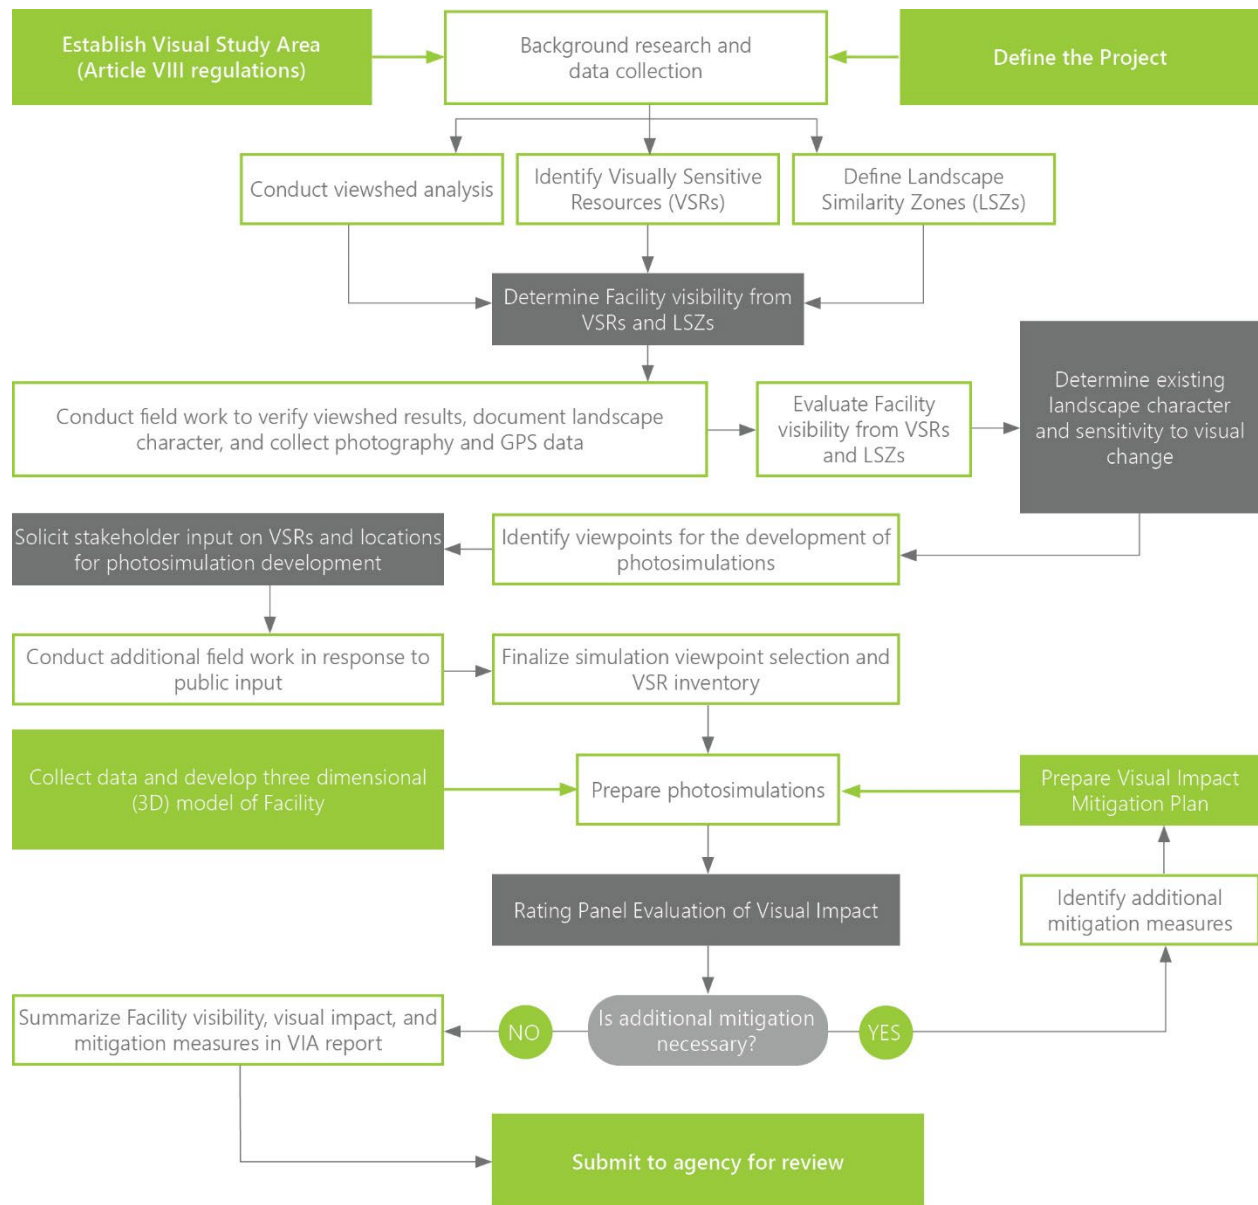 Establish Visual Study Area
(Article VIII regulations)
Background research and
data collection
Define the Project
Conduct viewshed analysis
Identify Visually Sensitive
Resources (VSRs)
Define Landscape
Similarity Zones (LSZs)
Determine Facility visibility from
VSRs and LSZs
Conduct field work to verify viewshed results, document landscape
character, and collect photography and GPS data
Evaluate Facility
visibility from VSRs
and LSZs
Determine existing
landscape character
and sensitivity to visual
change
Solicit stakeholder input on VSRs and locations
for photosimulation development
Identify viewpoints for the development of
photosimulations
Conduct additional field work in response to
public input
Finalize simulation viewpoint selection and
VSR inventory
Collect data and develop three dimensional
(3D) model of Facility
Prepare photosimulations
Prepare Visual Impact
Mitigation Plan
Rating Panel Evaluation of Visual Impact
Identify additional
mitigation measures
Summarize Facility visibility, visual impact, and
mitigation measures in VIA report
NO
Is additional mitigation
necessary?
YES
Submit to agency for review